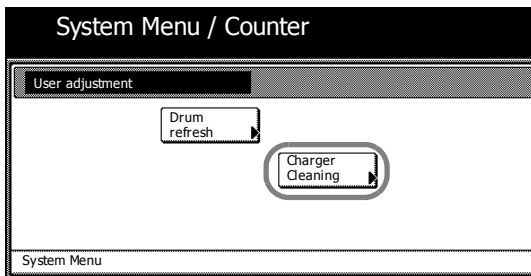 System Menu / Counter
User adjustment
Drum
refresh
Charger
Cleaning
System Menu